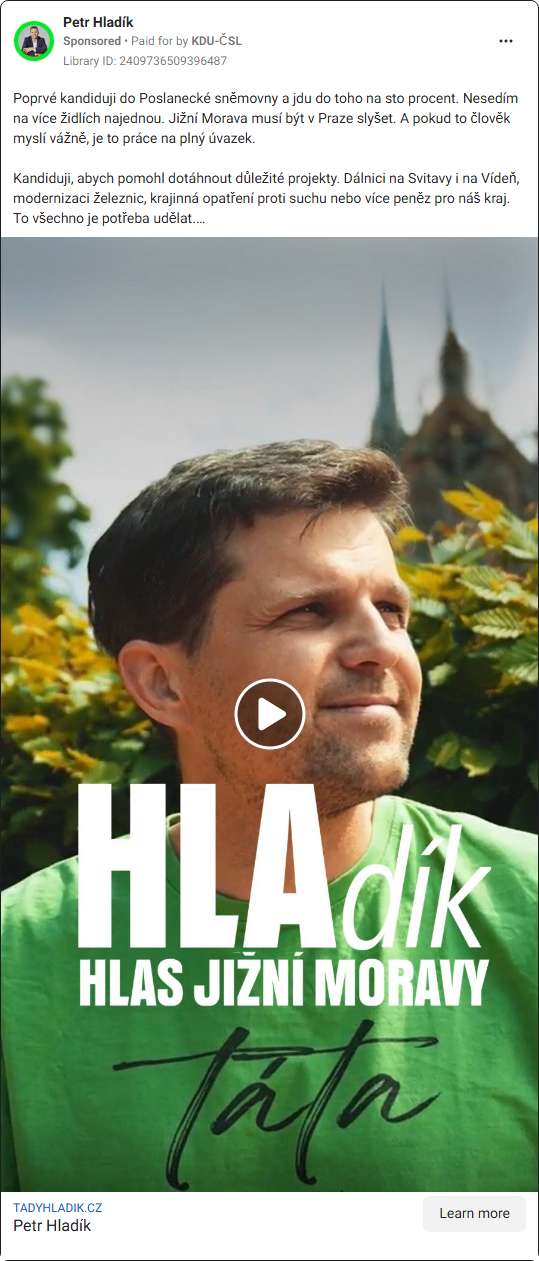 Petr Hladík
Sponsored • Paid for by KDU-ČSL
Library ID: 2409736509396487
Poprvé kandiduji do Poslanecké sněmovny a jdu do toho na sto procent. Nesedím
na více židlích najednou. Jižní Morava musí být v Praze slyšet. A pokud to člověk
myslí vážně, je to práce na plný úvazek.
Kandiduji, abych pomohl dotáhnout důležité projekty. Dálnici na Svitavy i na Vídeň,
modernizaci železnic, krajinná opatření proti suchu nebo více peněz pro náš kraj.
To všechno je potřeba udělat....
HLAdík
HLAS JIŽNÍ MORAVY
táta
TADYHLADIK.CZ
Petr Hladík
Learn more